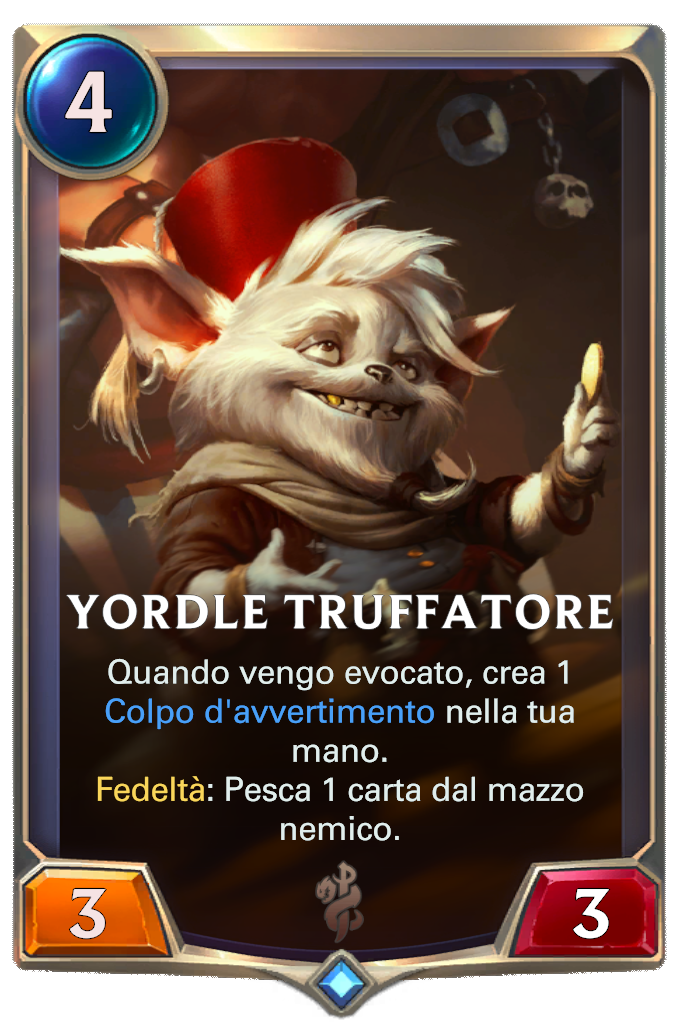 4
YORDLE TRUFFATORE
Quando vengo evocato, crea 1
Colpo d'avvertimento nella tua
mano.
Fedeltà: Pesca 1 carta dal mazzo
nemico.
3
3